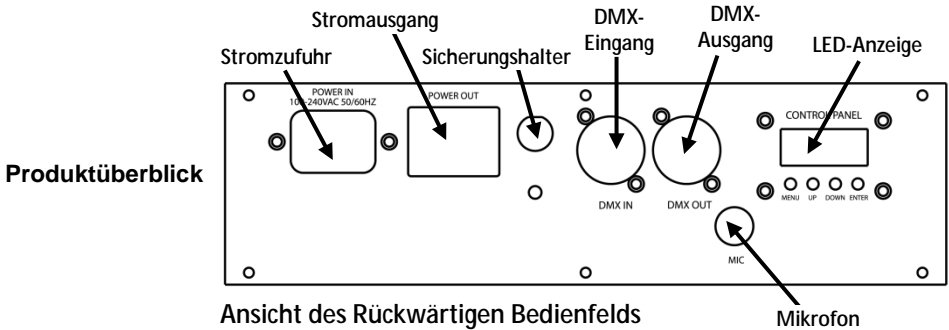 Stromausgang
DMX-
Eingang
DMX-
Ausgang
Stromzufuhr
Sicherungshalter
LED-Anzeige
POWER IN
100-240VAC 50/60HZ
POWER OUT
CONTROL PANEL
Produktüberblick
MENU UP DOWN ENTER
DMX IN
DMX OUT
MIC
Ansicht des Rückwärtigen Bedienfelds
Mikrofon